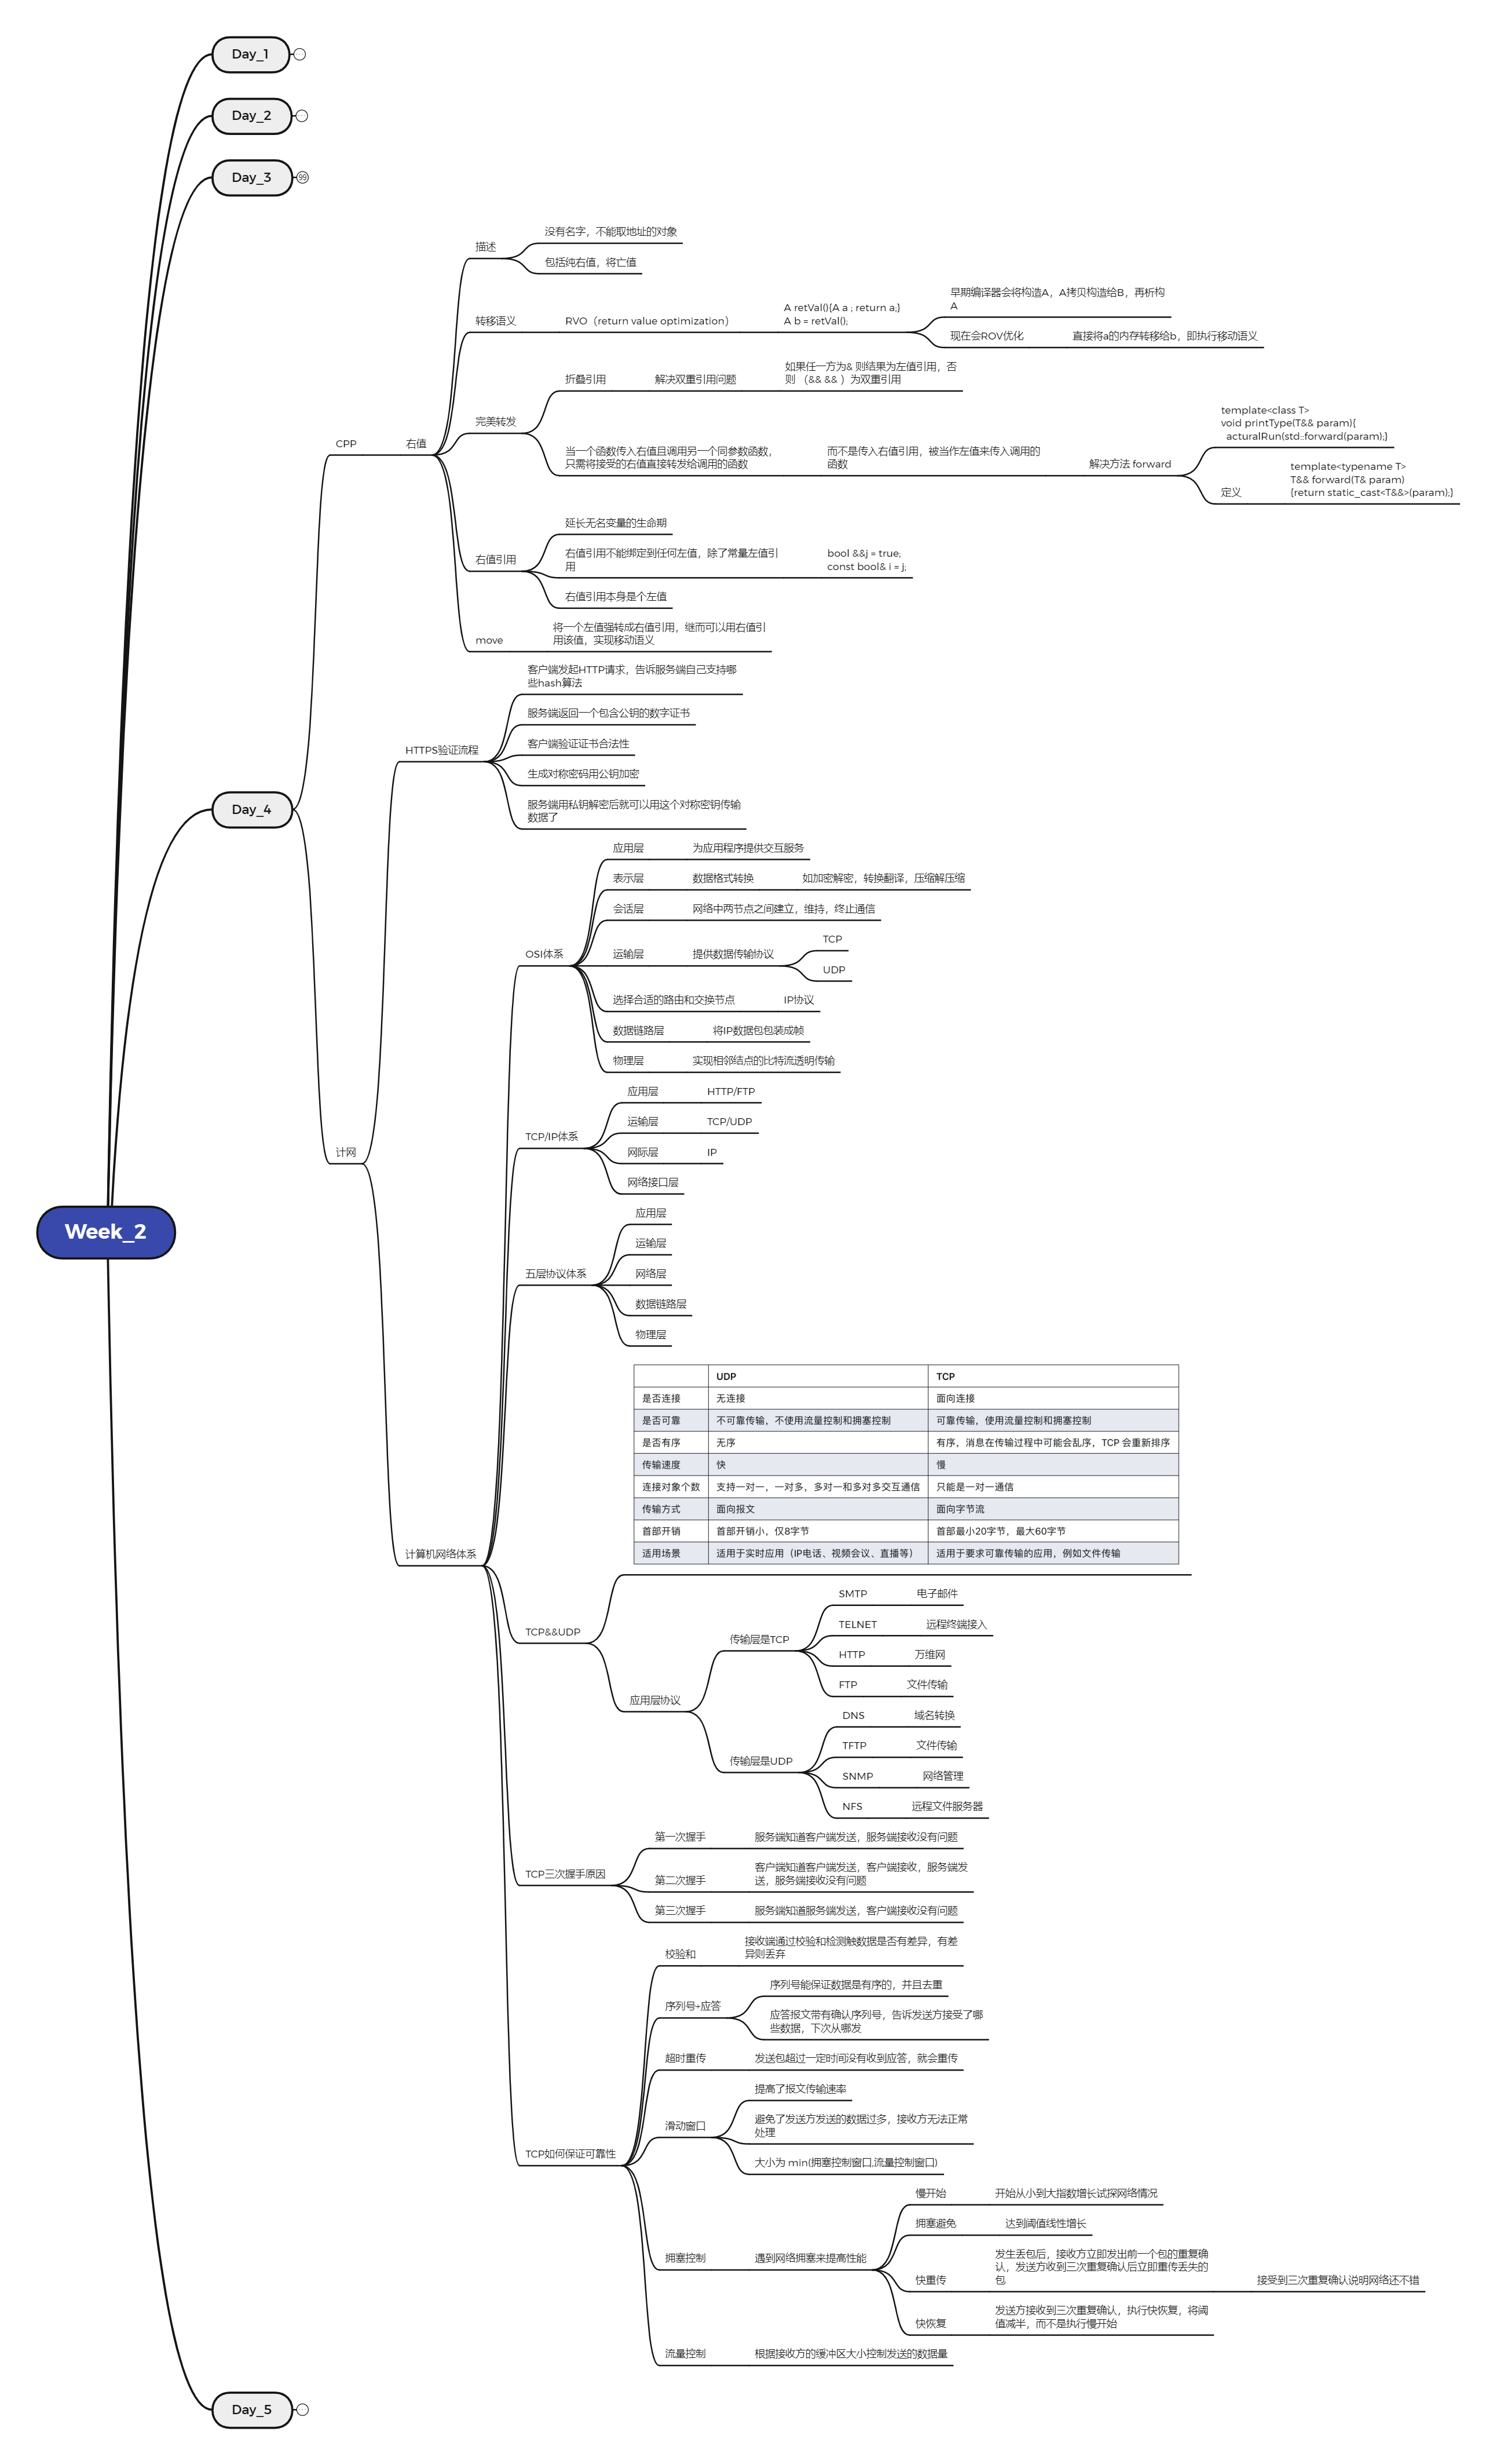 Day_1
Day_2
Day_3
99
没有名字，不能取地址的对象
描述
包括纯右值，将亡值
转移语义
RVO（return value optimization）
A retVal(){A a ; return a;}
A b = retVal();
早期编译器会将构造A，A拷贝构造给B，再析构
A
现在会ROV优化
直接将a的内存转移给b，即执行移动语义
完美转发
折叠引用
解决双重引用问题
如果任一方为& 则结果为左值引用，否
则 （&& && ）为双重引用
当一个函数传入右值且调用另一个同参数函数，
只需将接受的右值直接转发给调用的函数
而不是传入右值引用，被当作左值来传入调用的
函数
解决方法 forward
template<class T>
void printType(T&& param){
acturalRun(std::forward(param);}
定义
template<typename T>
T&& forward(T& param)
{return static_cast<T&&>(param);}
CPP
右值
右值引用
延长无名变量的生命期
右值引用不能绑定到任何左值，除了常量左值引
用
bool &&j = true;
const bool& i = j;
右值引用本身是个左值
move
将一个左值强转成右值引用，继而可以用右值引
用该值，实现移动语义
HTTPS验证流程
客户端发起HTTP请求，告诉服务端自己支持哪
些hash算法
服务端返回一个包含公钥的数字证书
客户端验证证书合法性
生成对称密码用公钥加密
服务端用私钥解密后就可以用这个对称密钥传输
数据了
Day_4
OSI体系
应用层
为应用程序提供交互服务
表示层
数据格式转换
如加密解密，转换翻译，压缩解压缩
会话层
网络中两节点之间建立，维持，终止通信
运输层
提供数据传输协议
TCP
UDP
选择合适的路由和交换节点
IP协议
数据链路层
将IP数据包包装成帧
物理层
实现相邻结点的比特流透明传输
TCP/IP体系
应用层
HTTP/FTP
运输层
TCP/UDP
网际层
IP
网络接口层
计网
Week_2
五层协议体系
应用层
运输层
网络层
数据链路层
物理层
UDP TCP
是否连接 无连接 面向连接
是否可靠 不可靠传输，不使用流量控制和拥塞控制 可靠传输，使用流量控制和拥塞控制
是否有序 无序 有序，消息在传输过程中可能会乱序，TCP 会重新排序
传输速度 快 慢
连接对象个数 支持一对一，一对多，多对一和多对多交互通信 只能是一对一通信
传输方式 面向报文 面向字节流
首部开销 首部开销小，仅8字节 首部最小20字节，最大60字节
适用场景 适用于实时应用（IP电话、视频会议、直播等） 适用于要求可靠传输的应用，例如文件传输
计算机网络体系
TCP&&UDP
应用层协议
传输层是TCP
SMTP
电子邮件
TELNET
远程终端接入
HTTP
万维网
FTP
文件传输
传输层是UDP
DNS
域名转换
TFTP
文件传输
SNMP
网络管理
NFS
远程文件服务器
TCP三次握手原因
第一次握手
服务端知道客户端发送，服务端接收没有问题
第二次握手
客户端知道客户端发送，客户端接收，服务端发
送，服务端接收没有问题
第三次握手
服务端知道服务端发送，客户端接收没有问题
TCP如何保证可靠性
校验和
接收端通过校验和检测触数据是否有差异，有差
异则丢弃
序列号+应答
序列号能保证数据是有序的，并且去重
应答报文带有确认序列号，告诉发送方接受了哪
些数据，下次从哪发
超时重传
发送包超过一定时间没有收到应答，就会重传
滑动窗口
提高了报文传输速率
避免了发送方发送的数据过多，接收方无法正常
处理
大小为 min(拥塞控制窗口,流量控制窗口)
拥塞控制
遇到网络拥塞来提高性能
慢开始
开始从小到大指数增长试探网络情况
拥塞避免
达到阈值线性增长
快重传
发生丢包后，接收方立即发出前一个包的重复确
认，发送方收到三次重复确认后立即重传丢失的
包
接受到三次重复确认说明网络还不错
快恢复
发送方接收到三次重复确认，执行快恢复，将阈
值减半，而不是执行慢开始
流量控制
根据接收方的缓冲区大小控制发送的数据量
Day_5